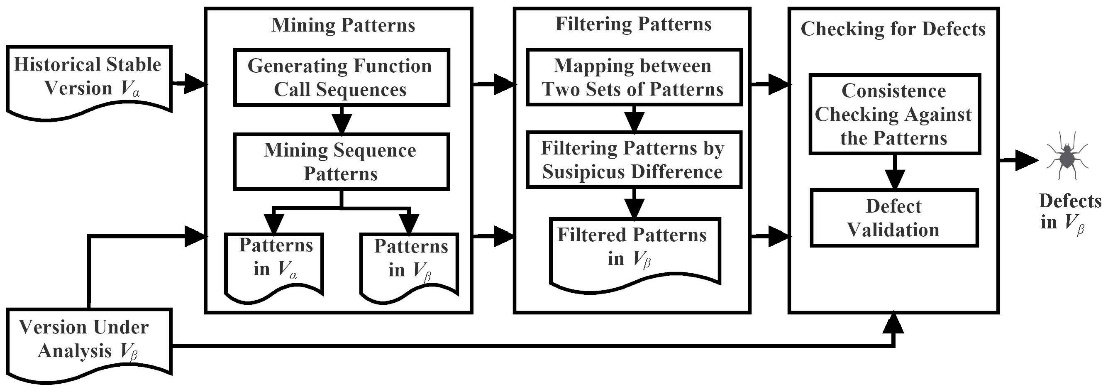 Historical Stable
Version Vα
Version Under
Analysis Vβ
Mining Patterns
Generating Function
Call Sequences
Mining Sequence
Patterns
Patterns
in Vα
Patterns
in Vβ
Filtering Patterns
Mapping between
Two Sets of Patterns
Filtering Patterns by
Susipicus Difference
Filtered Patterns
in Vβ
Checking for Defects
Consistence
Checking Against
the Patterns
Defect
Validation
Defects
in Vβ